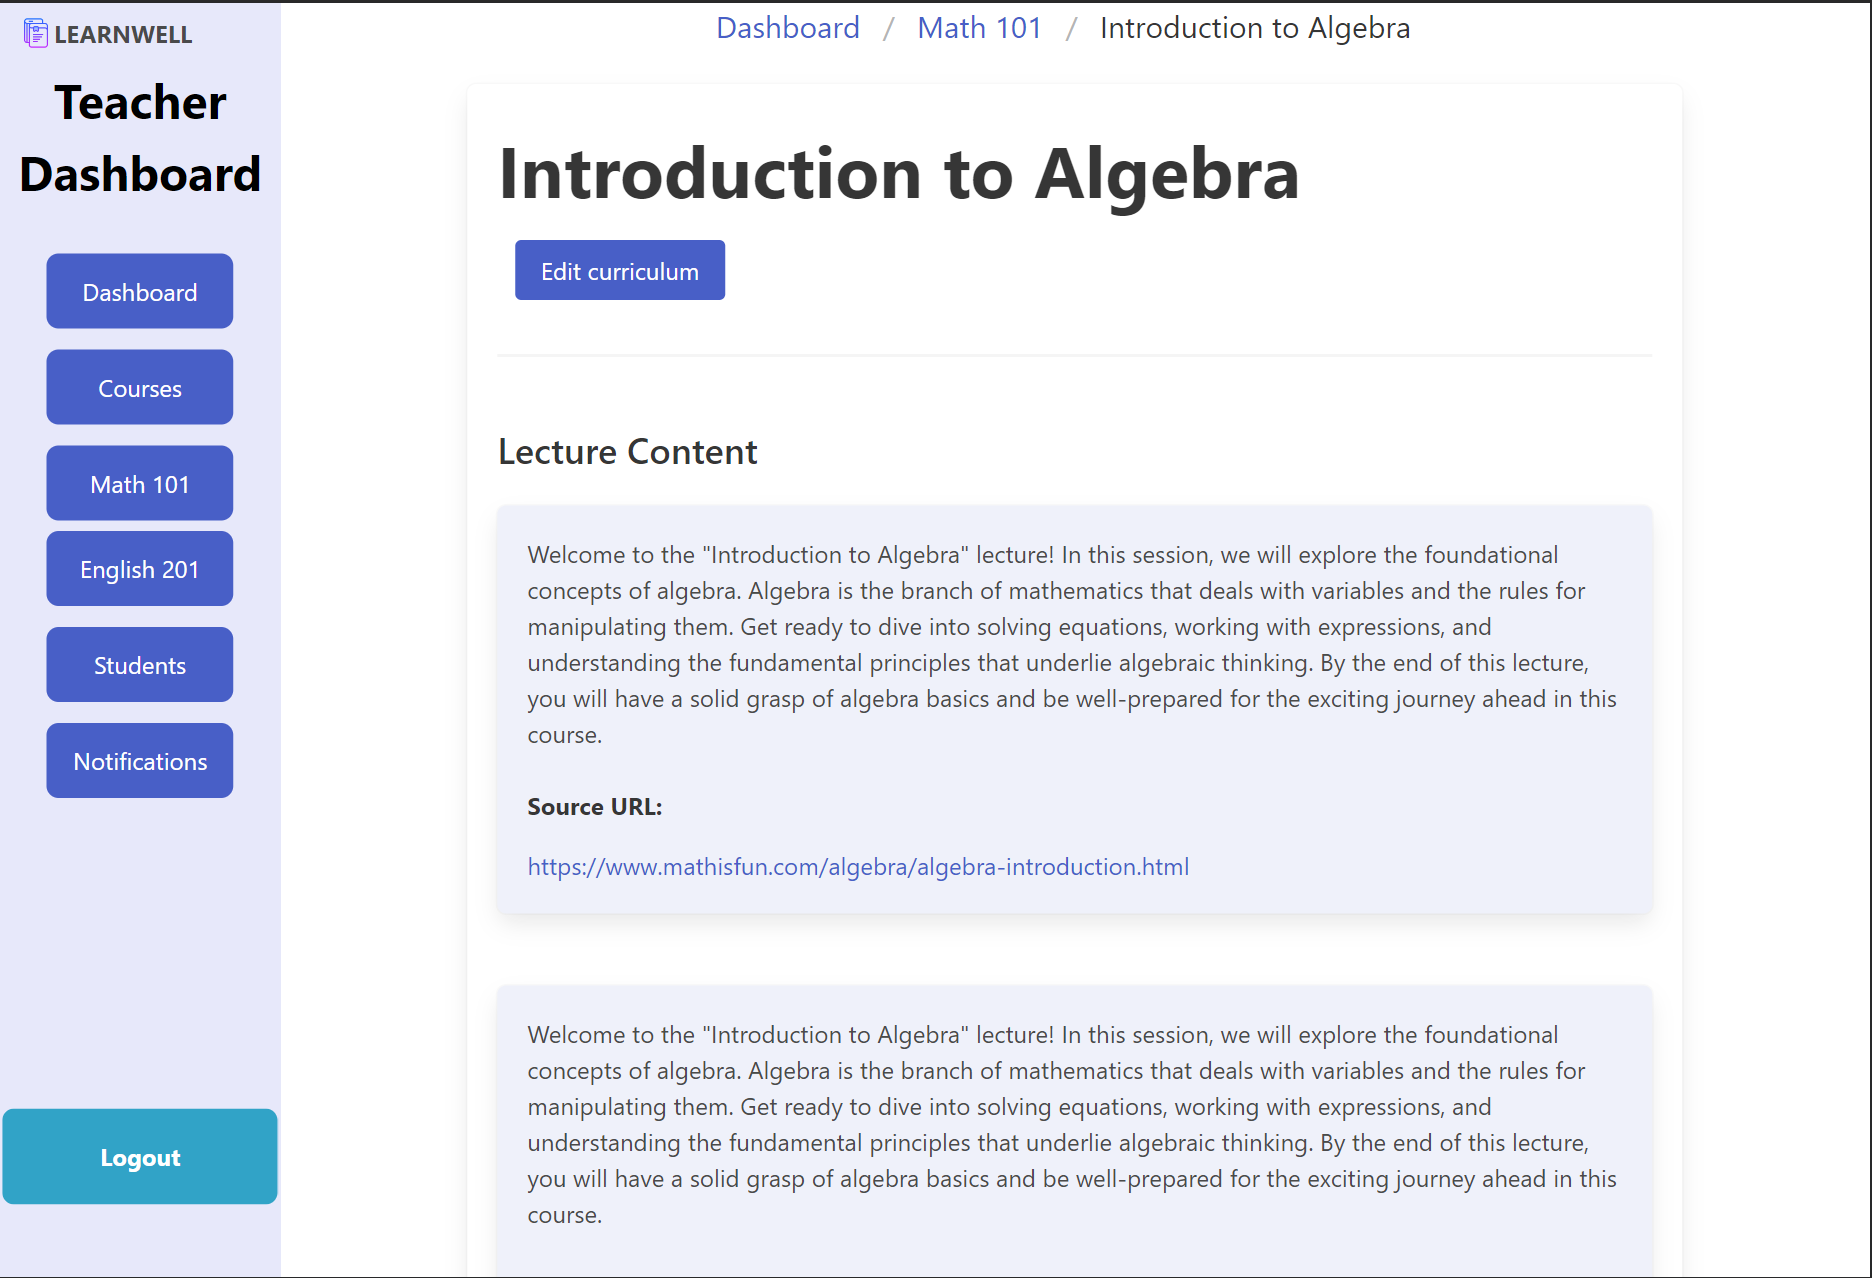 LEARNWELL
Teacher
Dashboard
Dashboard
Courses
Math 101
English 201
Students
Notifications
Logout
Dashboard / Math 101 / Introduction to Algebra
Introduction to Algebra
Edit curriculum
Lecture Content
Welcome to the "Introduction to Algebra" lecture! In this session, we will explore the foundational
concepts of algebra. Algebra is the branch of mathematics that deals with variables and the rules for
manipulating them. Get ready to dive into solving equations, working with expressions, and
understanding the fundamental principles that underlie algebraic thinking. By the end of this lecture,
you will have a solid grasp of algebra basics and be well-prepared for the exciting journey ahead in this
course.
Source URL:
https://www.mathisfun.com/algebra/algebra-introduction.html
Welcome to the "Introduction to Algebra" lecture! In this session, we will explore the foundational
concepts of algebra. Algebra is the branch of mathematics that deals with variables and the rules for
manipulating them. Get ready to dive into solving equations, working with expressions, and
understanding the fundamental principles that underlie algebraic thinking. By the end of this lecture,
you will have a solid grasp of algebra basics and be well-prepared for the exciting journey ahead in this
course.